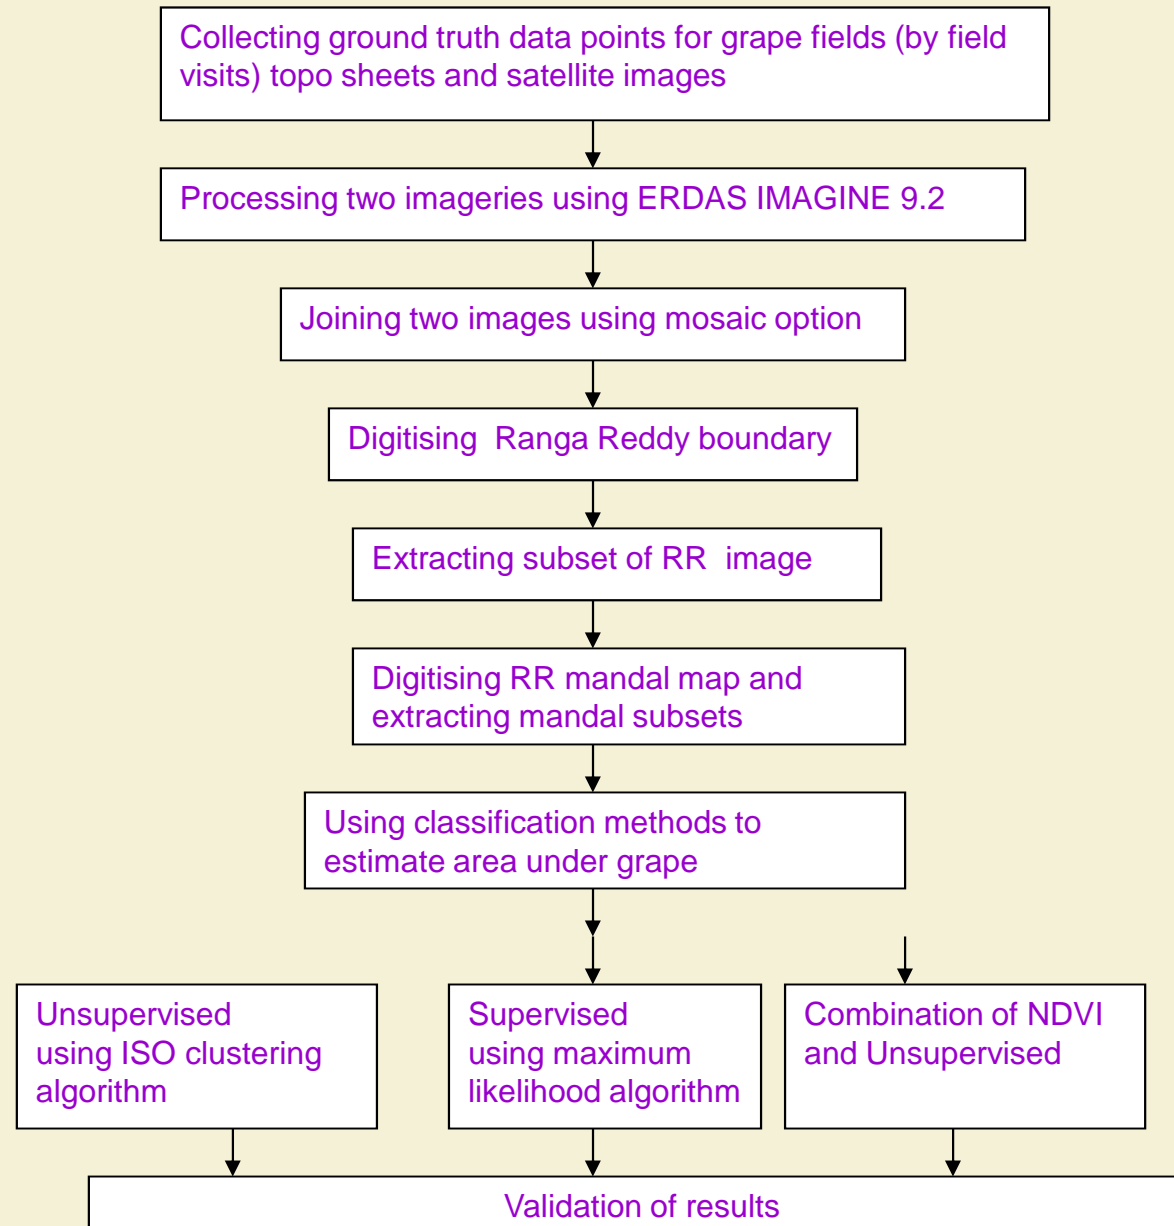 Collecting ground truth data points for grape fields (by field
visits) topo sheets and satellite images
Processing two imageries using ERDAS IMAGINE 9.2
Joining two images using mosaic option
Digitising  Ranga Reddy boundary
Extracting subset of RR  image
Digitising RR mandal map and
extracting mandal subsets
Using classification methods to
estimate area under grape
Unsupervised
using ISO clustering
algorithm
Supervised
using maximum
likelihood algorithm
Combination of NDVI
and Unsupervised
Validation of results